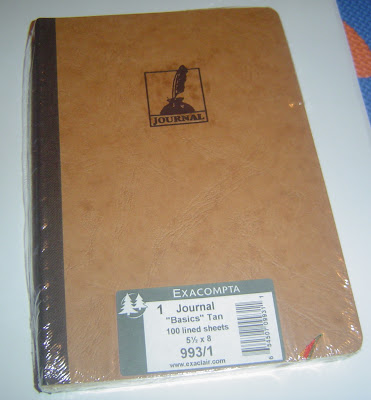 JOURNAL
EXACOMPTA
1 Journal
"Basics" Tan
100 lined sheets
5½ x 8
993/1
www.exaclair.com